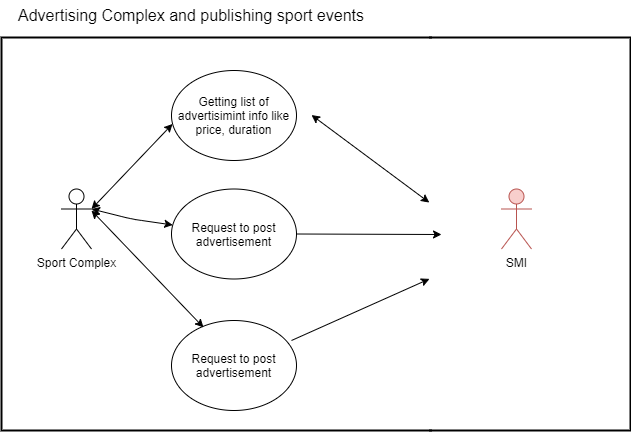 Advertising Complex and publishing sport events
Getting list of
advertisimint info like
price, duration
Request to post
advertisement
Sport Complex
SMI
Request to post
advertisement